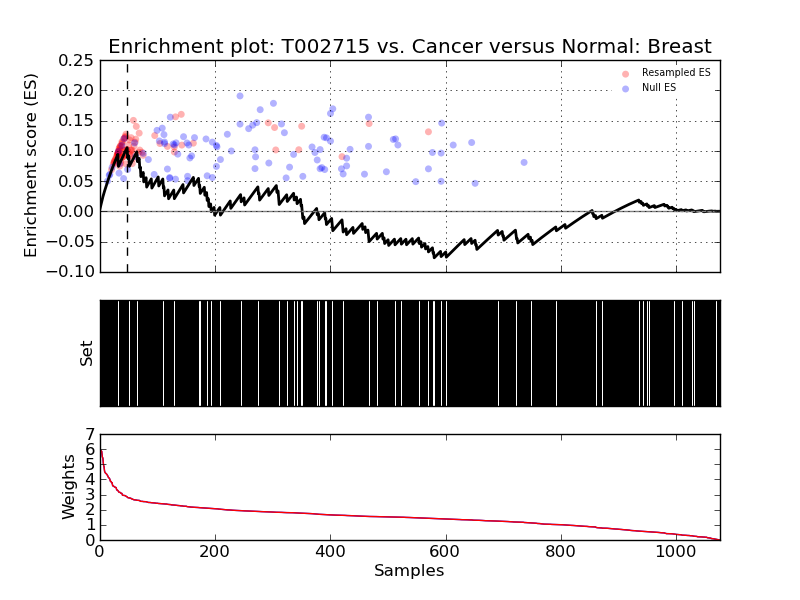 Enrichment plot: T002715 vs. Cancer versus Normal: Breast
Enrichment score (ES)
0.25
0.20
0.15
0.10
0.05
0.00
−0.05
−0.10
Resampled ES
Null ES
Set
Weights
7
6
5
4
3
2
1
0
0 200 400 600 800 1000
Samples